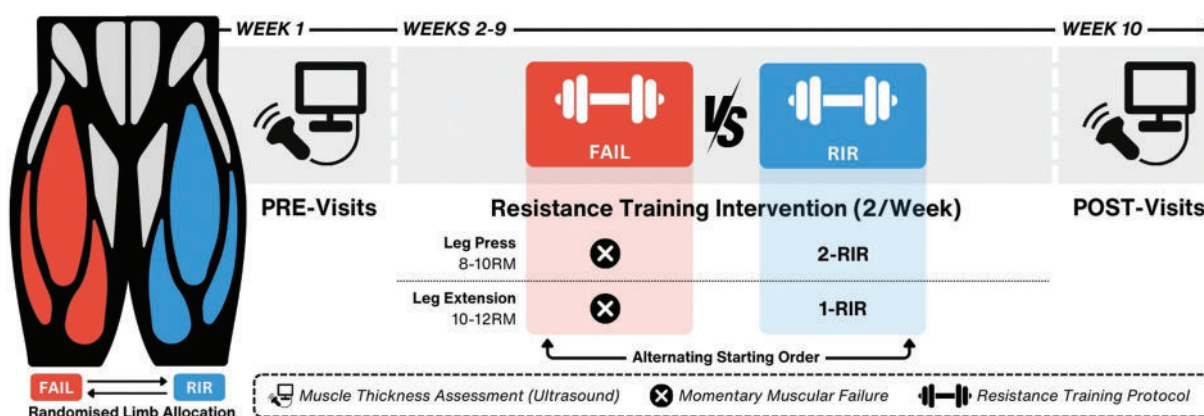 WEEK 1
WEEKS 2-9
WEEK 10
FAIL
VS
RIR
PRE-Visits
Resistance Training Intervention (2/Week)
POST-Visits
Leg Press
8-10RM
2-RIR
Leg Extension
10-12RM
1-RIR
Alternating Starting Order
FAIL
RIR
Randomised Limb Allocation
Muscle Thickness Assessment (Ultrasound)
Momentary Muscular Failure
Resistance Training Protocol